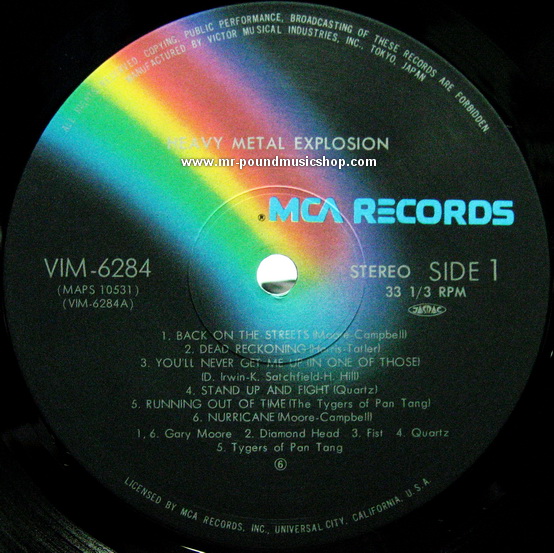 ALL RIGHTS RESERVED. COPYING, PUBLIC PERFORMANCE, BROADCASTING OF THESE RECORDS ARE FORBIDDEN.
MANUFACTURED BY VICTOR MUSICAL INDUSTRIES, INC. TOKYO, JAPAN
HEAVY METAL EXPLOSION
www.mr-poundmusicshop.com
® MCA RECORDS
VIM-6284
(MAPS 10531)
(VIM-6284A)
STEREO SIDE 1
33 1/3 RPM
JASRAC
1. BACK ON THE STREETS(Moore-Campbell)
2. DEAD RECKONING(Harris-Tatler)
3. YOU'LL NEVER GET ME UP(IN ONE OF THOSE)
(D. Irwin-K. Satchfield-H. Hill)
4. STAND UP AND FIGHT(Quartz)
5. RUNNING OUT OF TIME(The Tygers of Pan Tang)
6. NURRICANE(Moore-Campbell)
1, 6. Gary Moore 2. Diamond Head 3. Fist 4. Quartz
5. Tygers of Pan Tang
⑥
LICENSED BY MCA RECORDS, INC., UNIVERSAL CITY. CALIFORNIA, U.S.A.